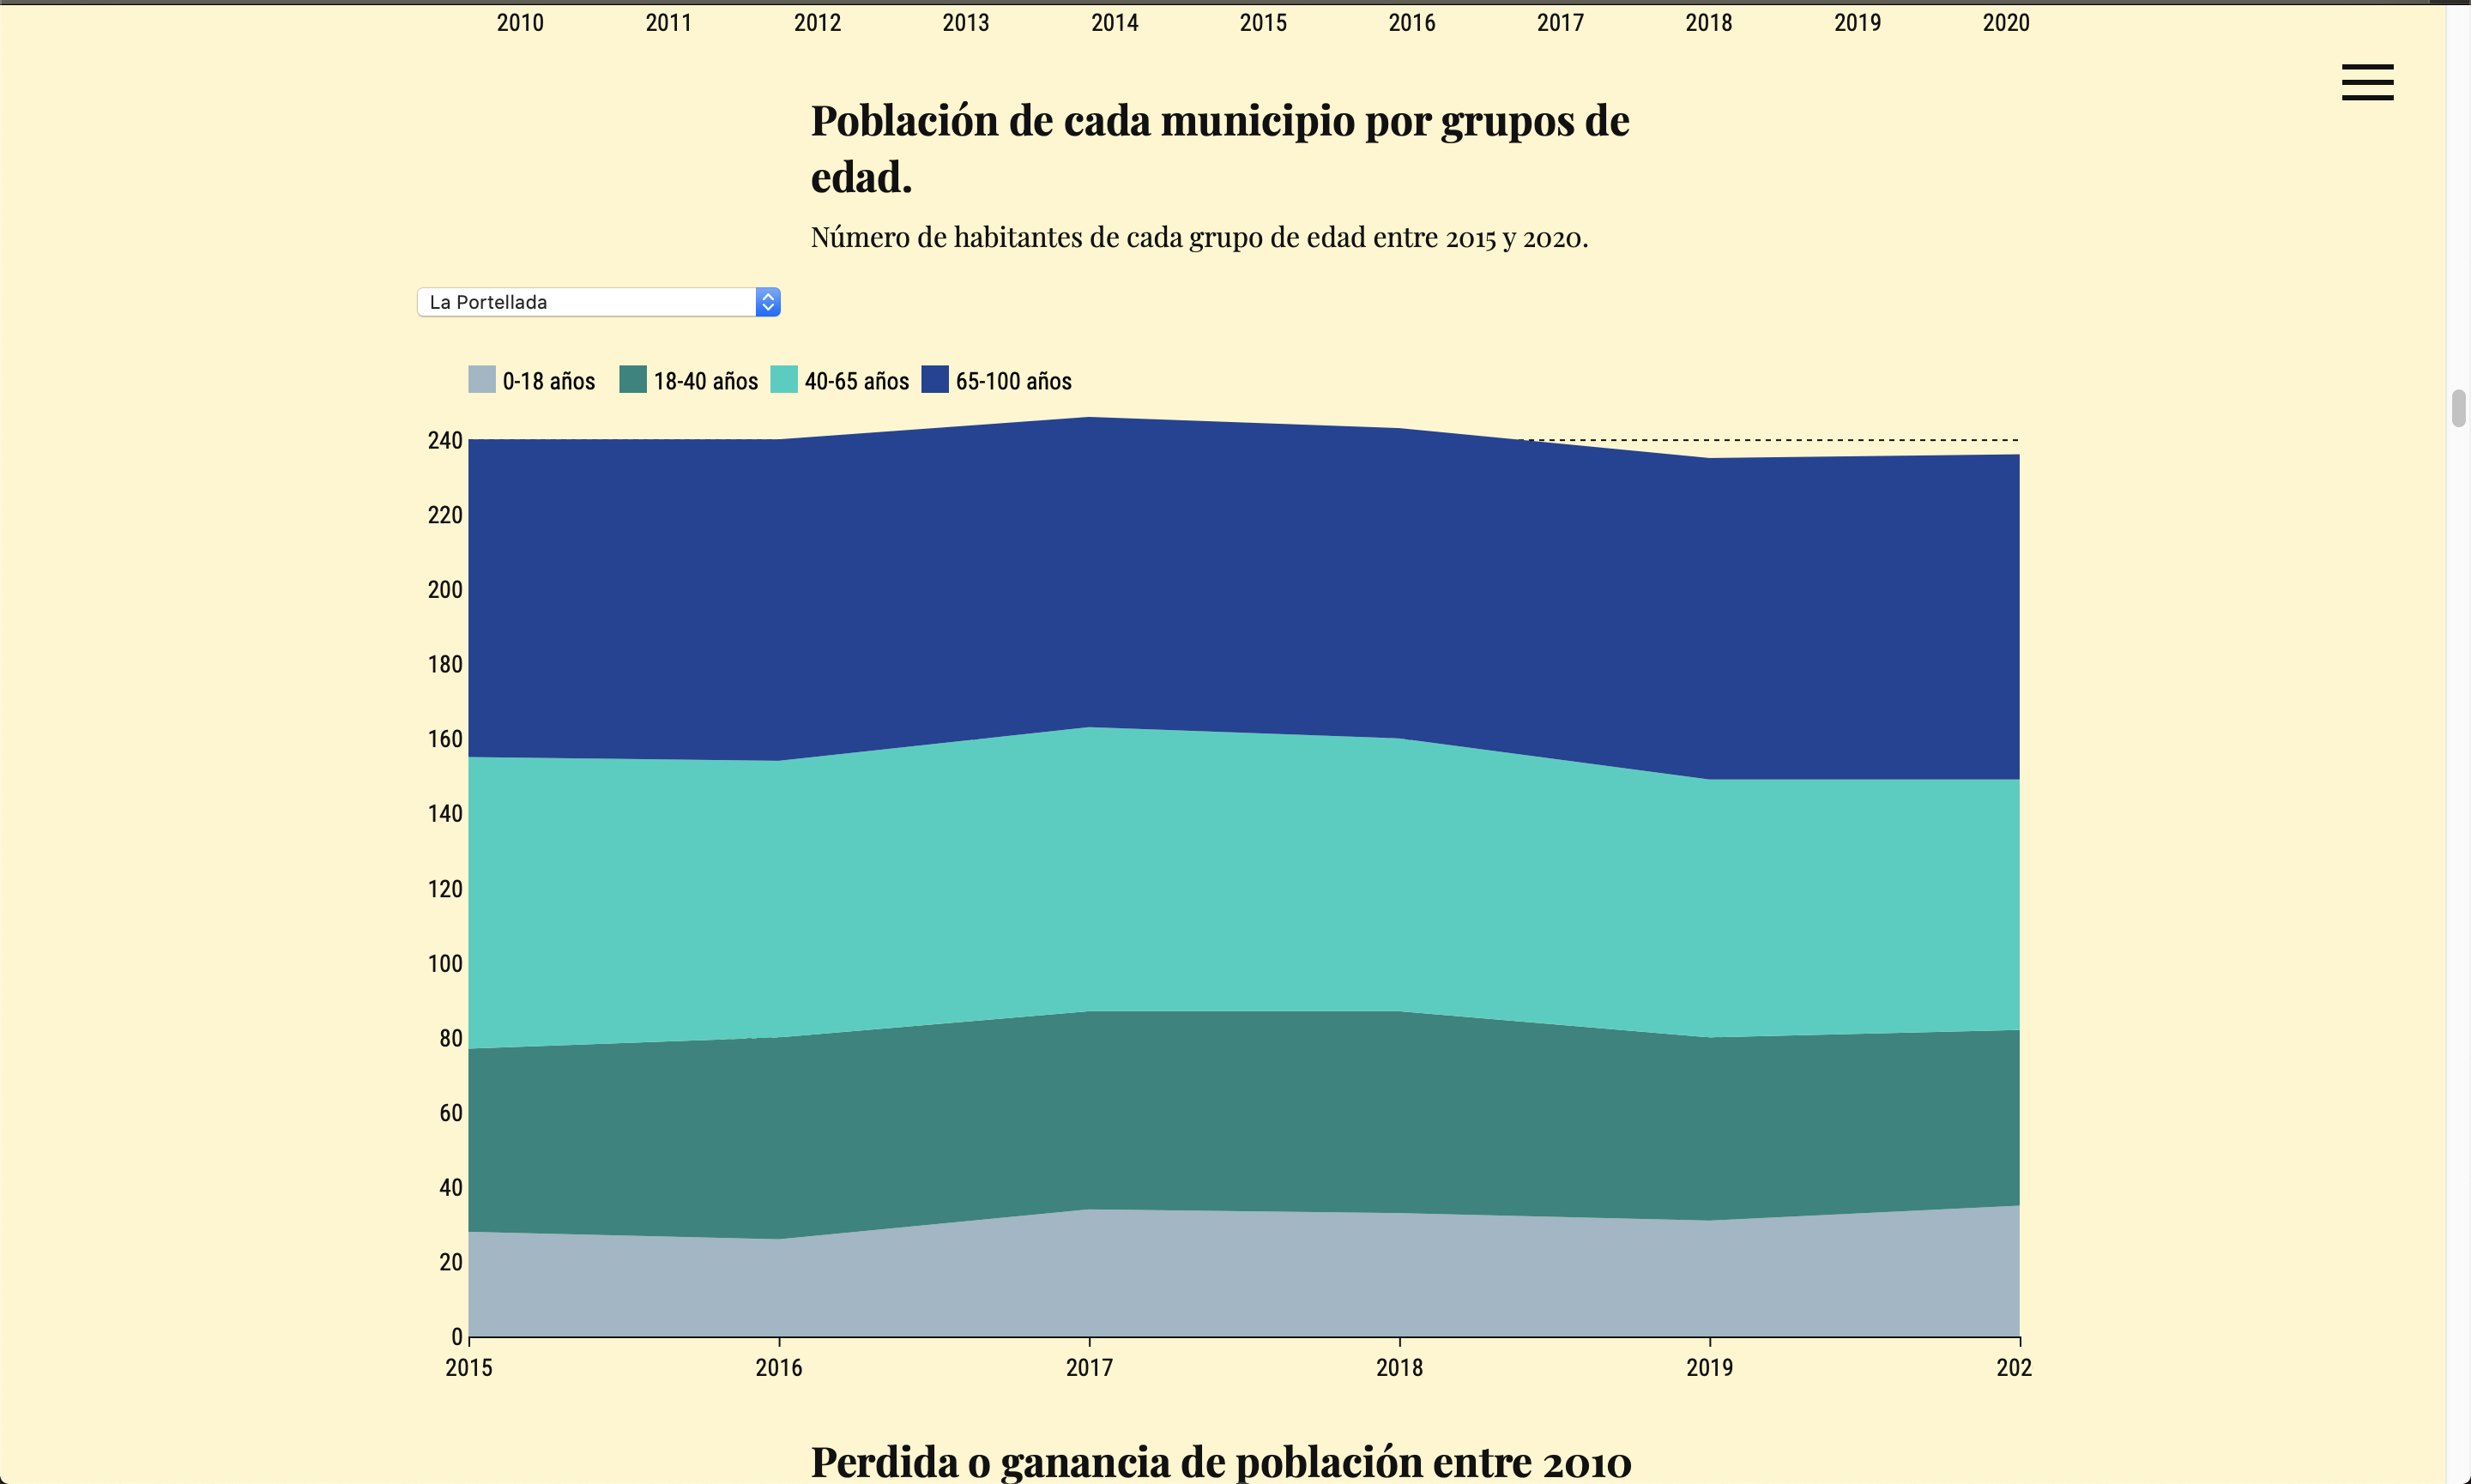 2010 2011 2012 2013 2014 2015 2016 2017 2018 2019 2020
Población de cada municipio por grupos de
edad.
Número de habitantes de cada grupo de edad entre 2015 y 2020.
La Portellada
0-18 años 18-40 años 40-65 años 65-100 años
240
220
200
180
160
140
120
100
80
60
40
20
0
2015 2016 2017 2018 2019 202
Perdida o ganancia de población entre 2010